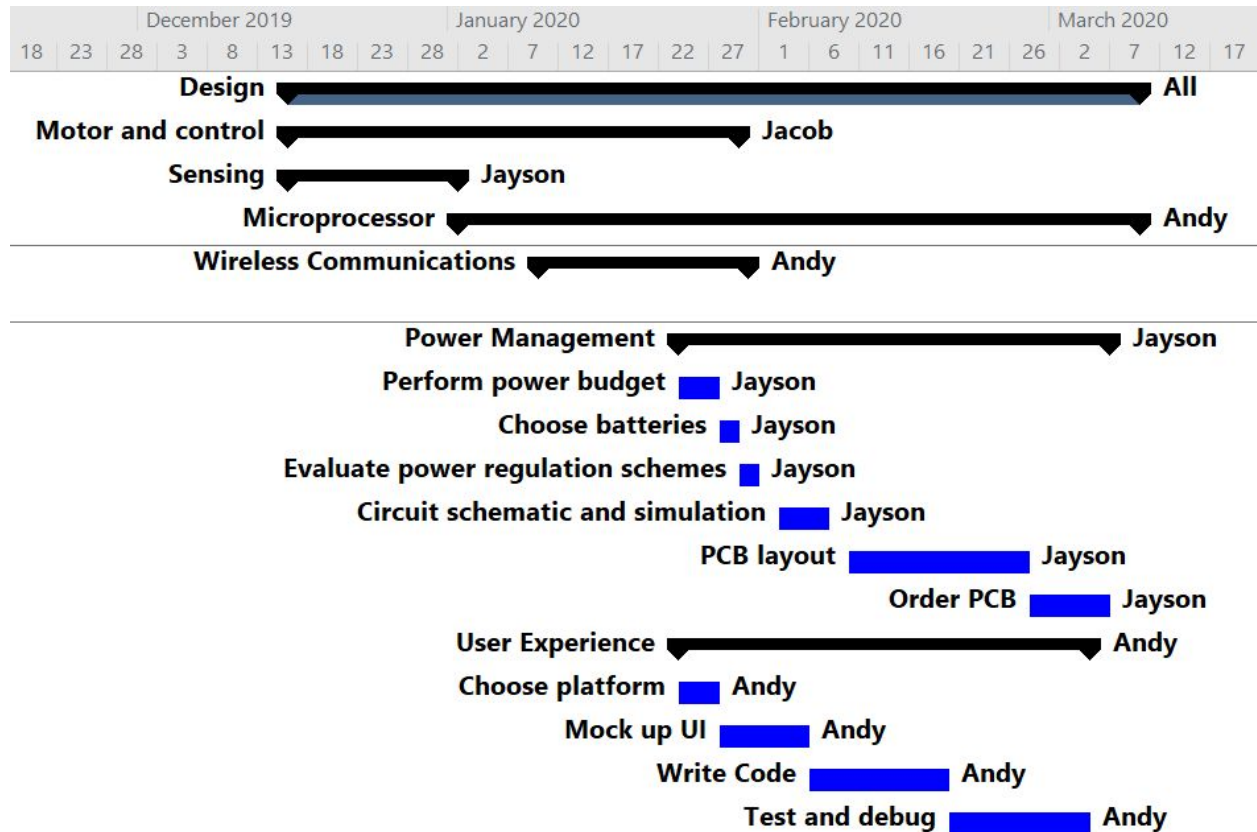 December 2019 January 2020 February 2020 March 2020
18 23 28 3 8 13 18 23 28 2 7 12 17 22 27 1 6 11 16 21 26 2 7 12 17
Design All
Motor and control Jacob
Sensing Jayson
Microprocessor Andy
Wireless Communications Andy
Power Management Jayson
Perform power budget Jayson
Choose batteries Jayson
Evaluate power regulation schemes Jayson
Circuit schematic and simulation Jayson
PCB layout Jayson
Order PCB Jayson
User Experience Andy
Choose platform Andy
Mock up UI Andy
Write Code Andy
Test and debug Andy